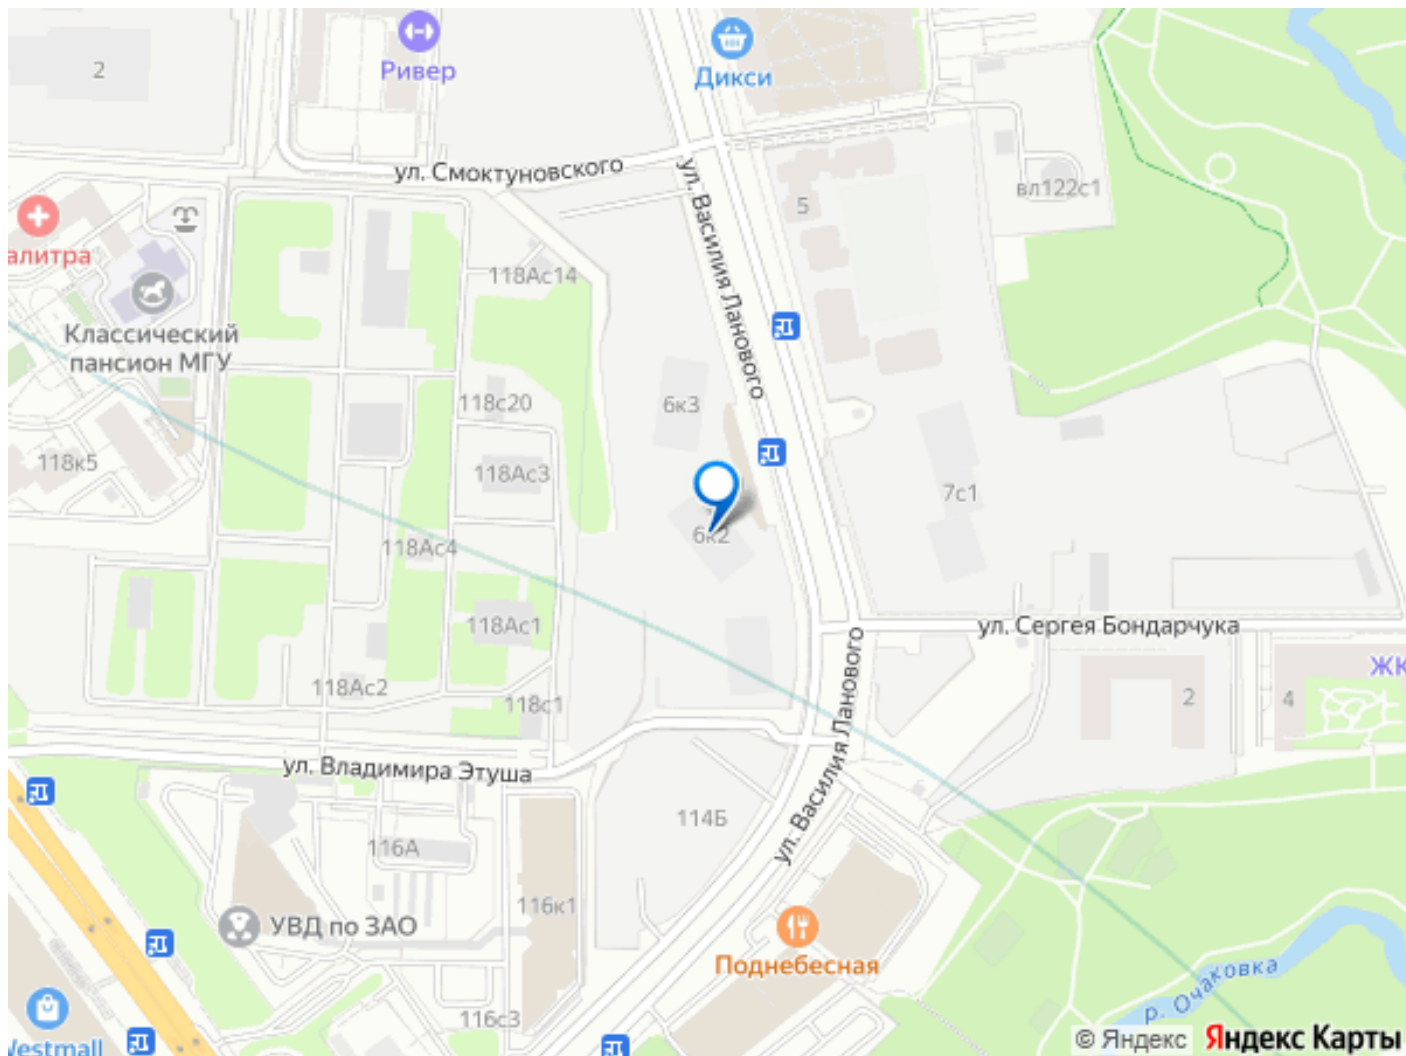 2
Ривер
Дикси
ул. Смоктуновского
ул. Василия Ланового
5
вл122с1
алитра
118Ас14
Классический
пансион МГУ
118с20
6к3
118к5
118Ас3
7с1
6к2
118Ас4
118Ас1
ул. Сергея Бондарчука
ЖК
118Ас2
118с1
2
4
ул. Василия Ланового
ул. Владимира Этуша
114Б
116А
116к1
УВД по ЗАО
Поднебесная
р. Очаковка
116с3
Westmall
© Яндекс Яндекс Карты